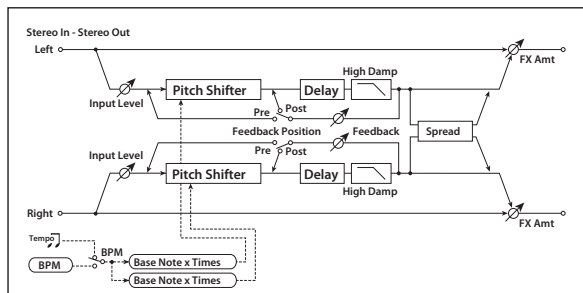 Stereo In - Stereo Out
Left
FX Amt
High Damp
Pitch Shifter
Delay
Input Level
Pre
Post
Feedback Position
Feedback
Spread
Input Level
Pre
Post
Pitch Shifter
Delay
High Damp
Right
FX Amt
Tempo
BPM
BPM
Base Note x Times
Base Note x Times